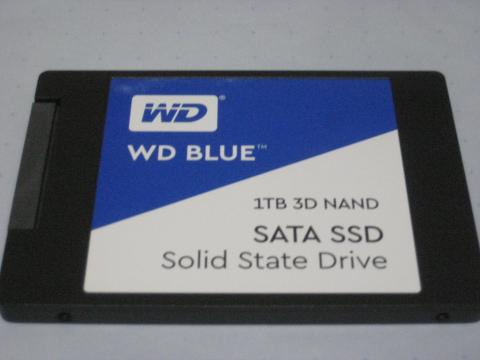 WD®
WD BLUE™
1TB 3D NAND
SATA SSD
Solid State Drive